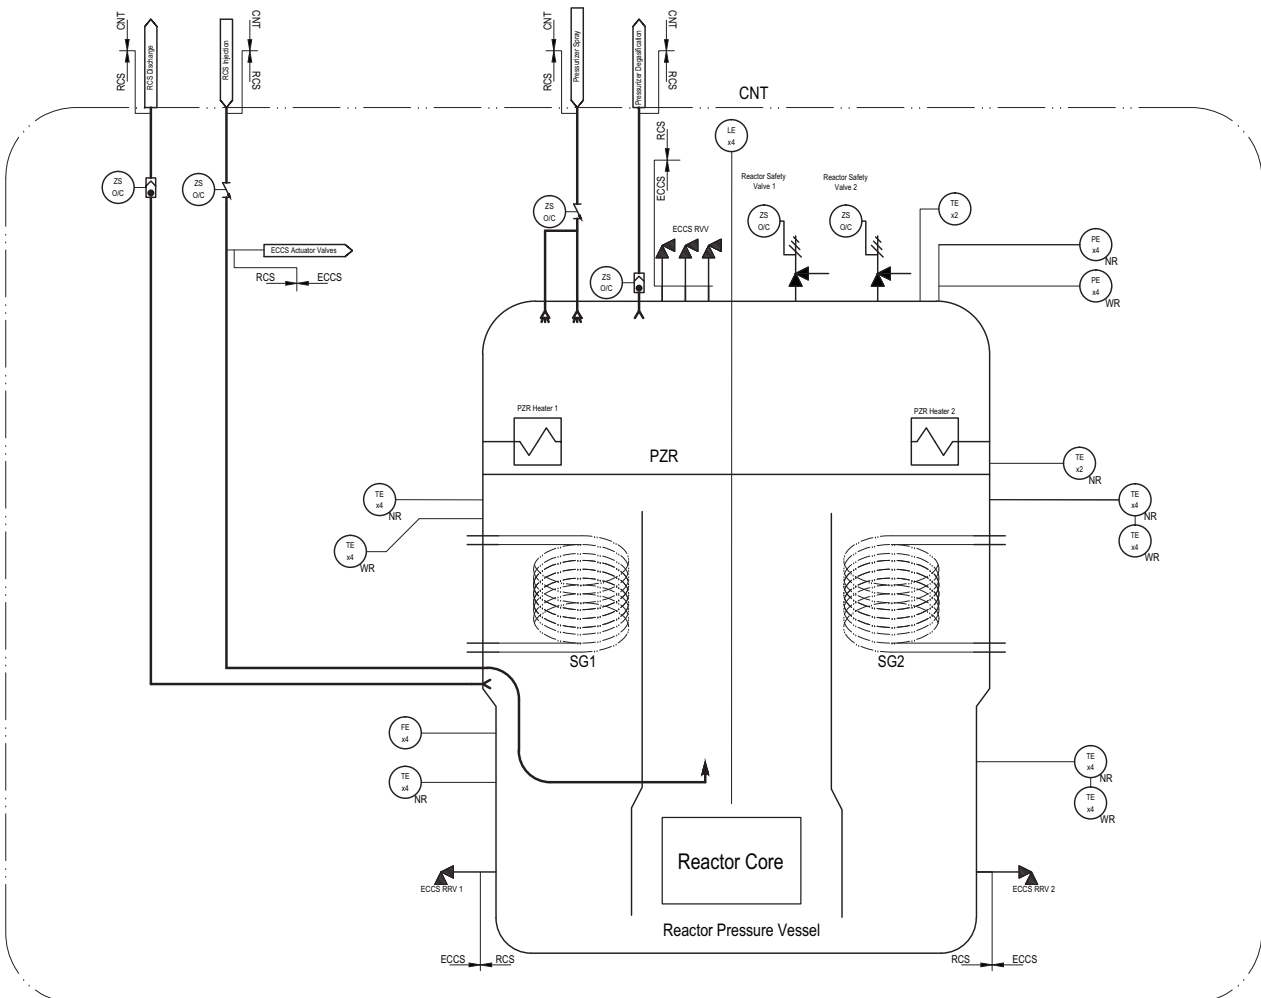 CNT
RCS
RCS Discharge
RCS Injection
CNT
RCS
CNT
RCS
Pressurizer Spray
Pressurizer Degasification
CNT
RCS
CNT
LE
x4
RCS
ECCS
ZS
O/C
ZS
O/C
ZS
O/C
ECCS RVV
Reactor Safety
Valve 1
ZS
O/C
Reactor Safety
Valve 2
ZS
O/C
TE
x2
PE
x4
NR
PE
x4
WR
ECCS Actuator Valves
RCS
ECCS
ZS
O/C
PZR Heater 1
PZR Heater 2
PZR
TE
x2
NR
TE
x4
NR
TE
x4
WR
TE
x4
NR
TE
x4
WR
SG1
SG2
FE
x4
TE
x4
NR
TE
x4
NR
TE
x4
WR
Reactor Core
ECCS RRV 1
ECCS RRV 2
Reactor Pressure Vessel
ECCS
RCS
RCS
ECCS